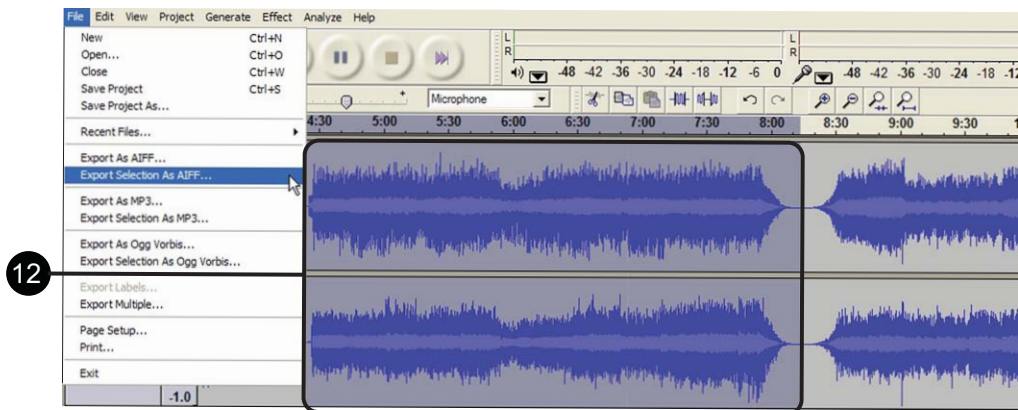 File Edit View Project Generate Effect Analyze Help
New Ctrl+N
Open... Ctrl+O
Close Ctrl+W
Save Project Ctrl+S
Save Project As...
Recent Files...
Export As AIFF...
Export Selection As AIFF...
Export As MP3...
Export Selection As MP3...
Export As Ogg Vorbis...
Export Selection As Ogg Vorbis...
Export Labels...
Export Multiple...
Page Setup...
Print...
Exit
L
R
-48 -42 -36 -30 -24 -18 -12 -6 0
L
R
-48 -42 -36 -30 -24 -18 -12
Microphone
4:30 5:00 5:30 6:00 6:30 7:00 7:30 8:00 8:30 9:00 9:30
12
-1.0